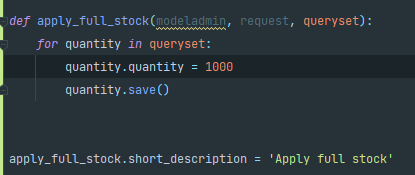 def apply_full_stock(modeladmin, request, queryset):
    for quantity in queryset:
        quantity.quantity = 1000
        quantity.save()
apply_full_stock.short_description = 'Apply full stock'